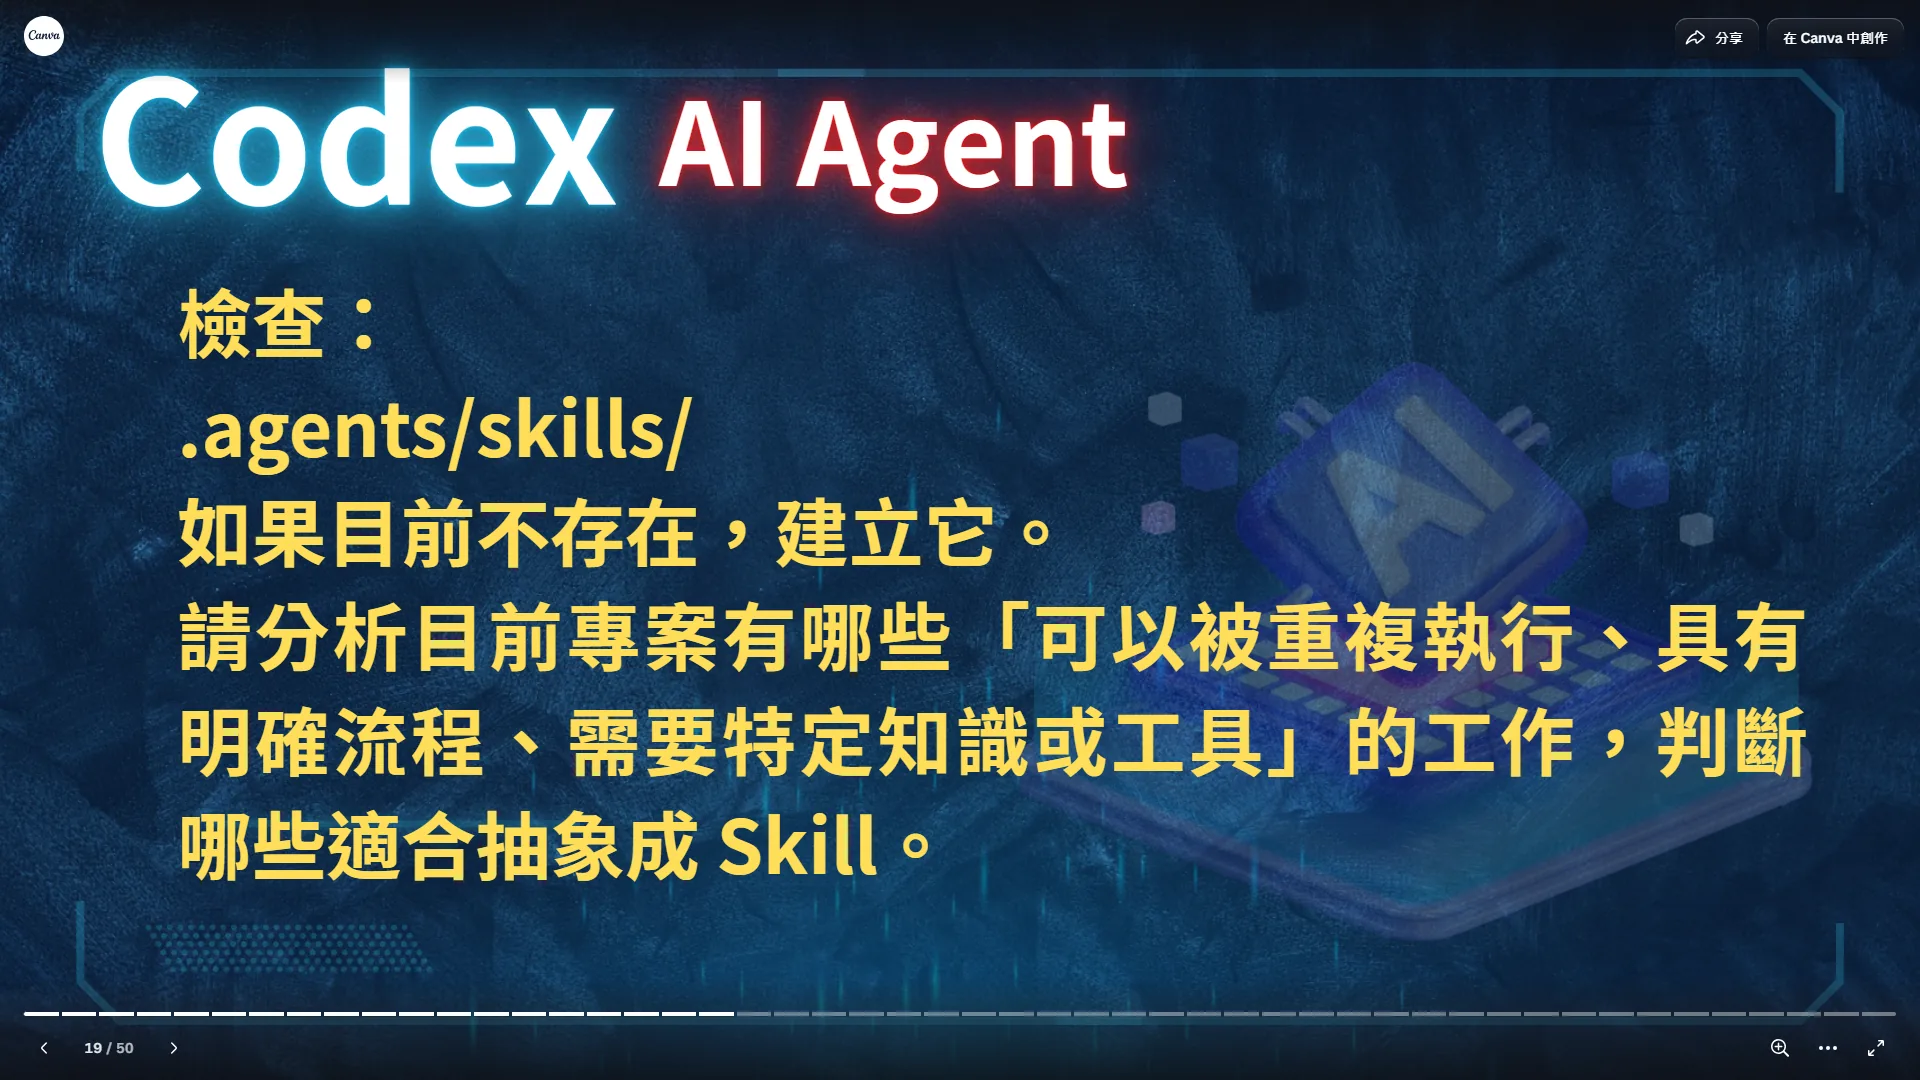 Canva
分享
在 Canva 中創作
Codex AI Agent
檢查：
.agents/skills/
如果目前不存在，建立它。
請分析目前專案有哪些「可以被重複執行、具有
明確流程、需要特定知識或工具」的工作，判斷
哪些適合抽象成 Skill。
AI
19 / 50